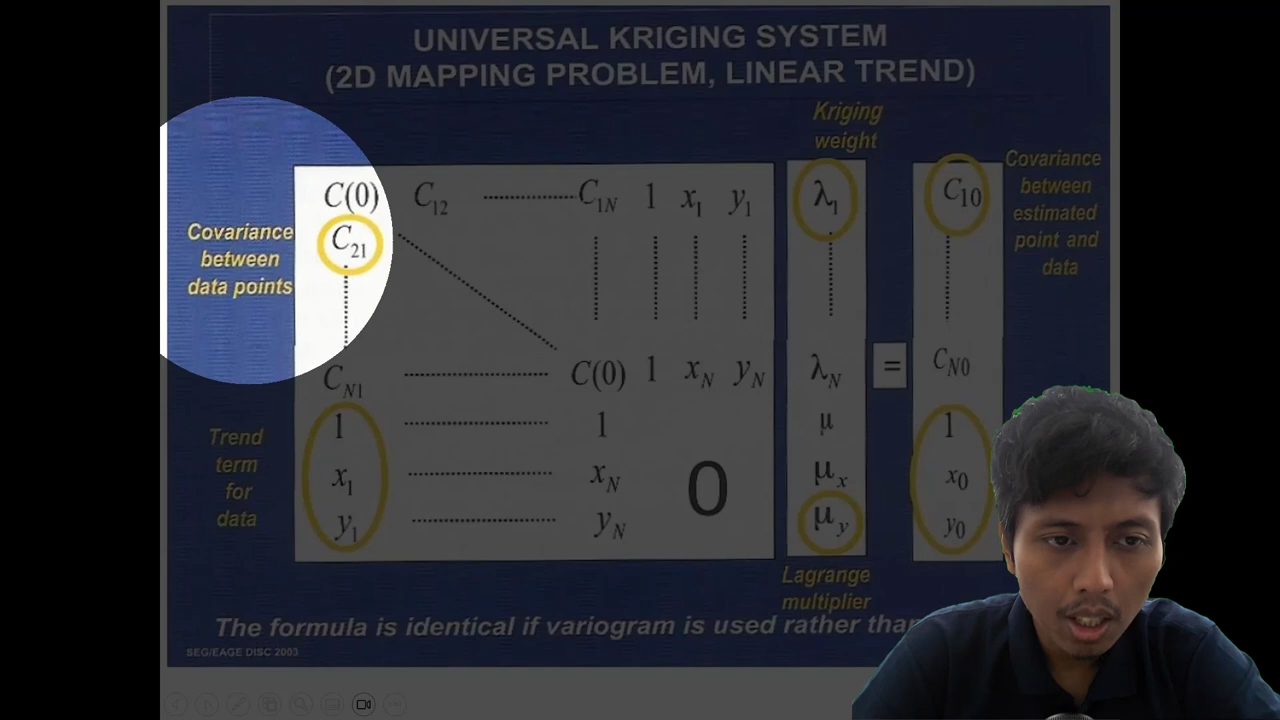 UNIVERSAL KRIGING SYSTEM
(2D MAPPING PROBLEM, LINEAR TREND)
Kriging
weight
Covariance
between
estimated
point and
data
Covariance
between
data points
C(0) C12 C1N 1 x1 y1 λ1 C10
C21
CN1 C(0) 1 xN yN λN = CN0
1 1 μ 1
x1 xN 0 μx x0
y1 yN μy y0
Trend
term
for
data
Lagrange
multiplier
The formula is identical if variogram is used rather than
SEG/EAGE DISC 2003